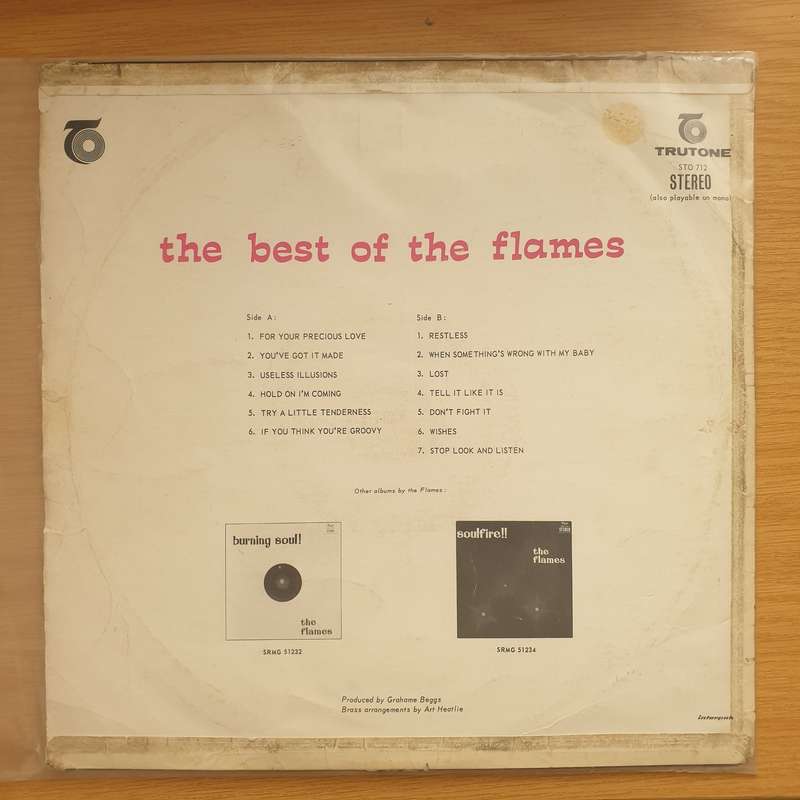 TRUTONE
STO 712
STEREO
(also playable on mono)
the best of the flames
Side A:
1. FOR YOUR PRECIOUS LOVE
2. YOU'VE GOT IT MADE
3. USELESS ILLUSIONS
4. HOLD ON I'M COMING
5. TRY A LITTLE TENDERNESS
6. IF YOU THINK YOU'RE GROOVY
Side B:
1. RESTLESS
2. WHEN SOMETHING'S WRONG WITH MY BABY
3. LOST
4. TELL IT LIKE IT IS
5. DON'T FIGHT IT
6. WISHES
7. STOP LOOK AND LISTEN
Other albums by the Flames:
burning soul!
the
flames
SRMG 51232
soulfire!!
the
flames
SRMG 51234
Produced by Grahame Beggs
Brass arrangements by Art Heatlie